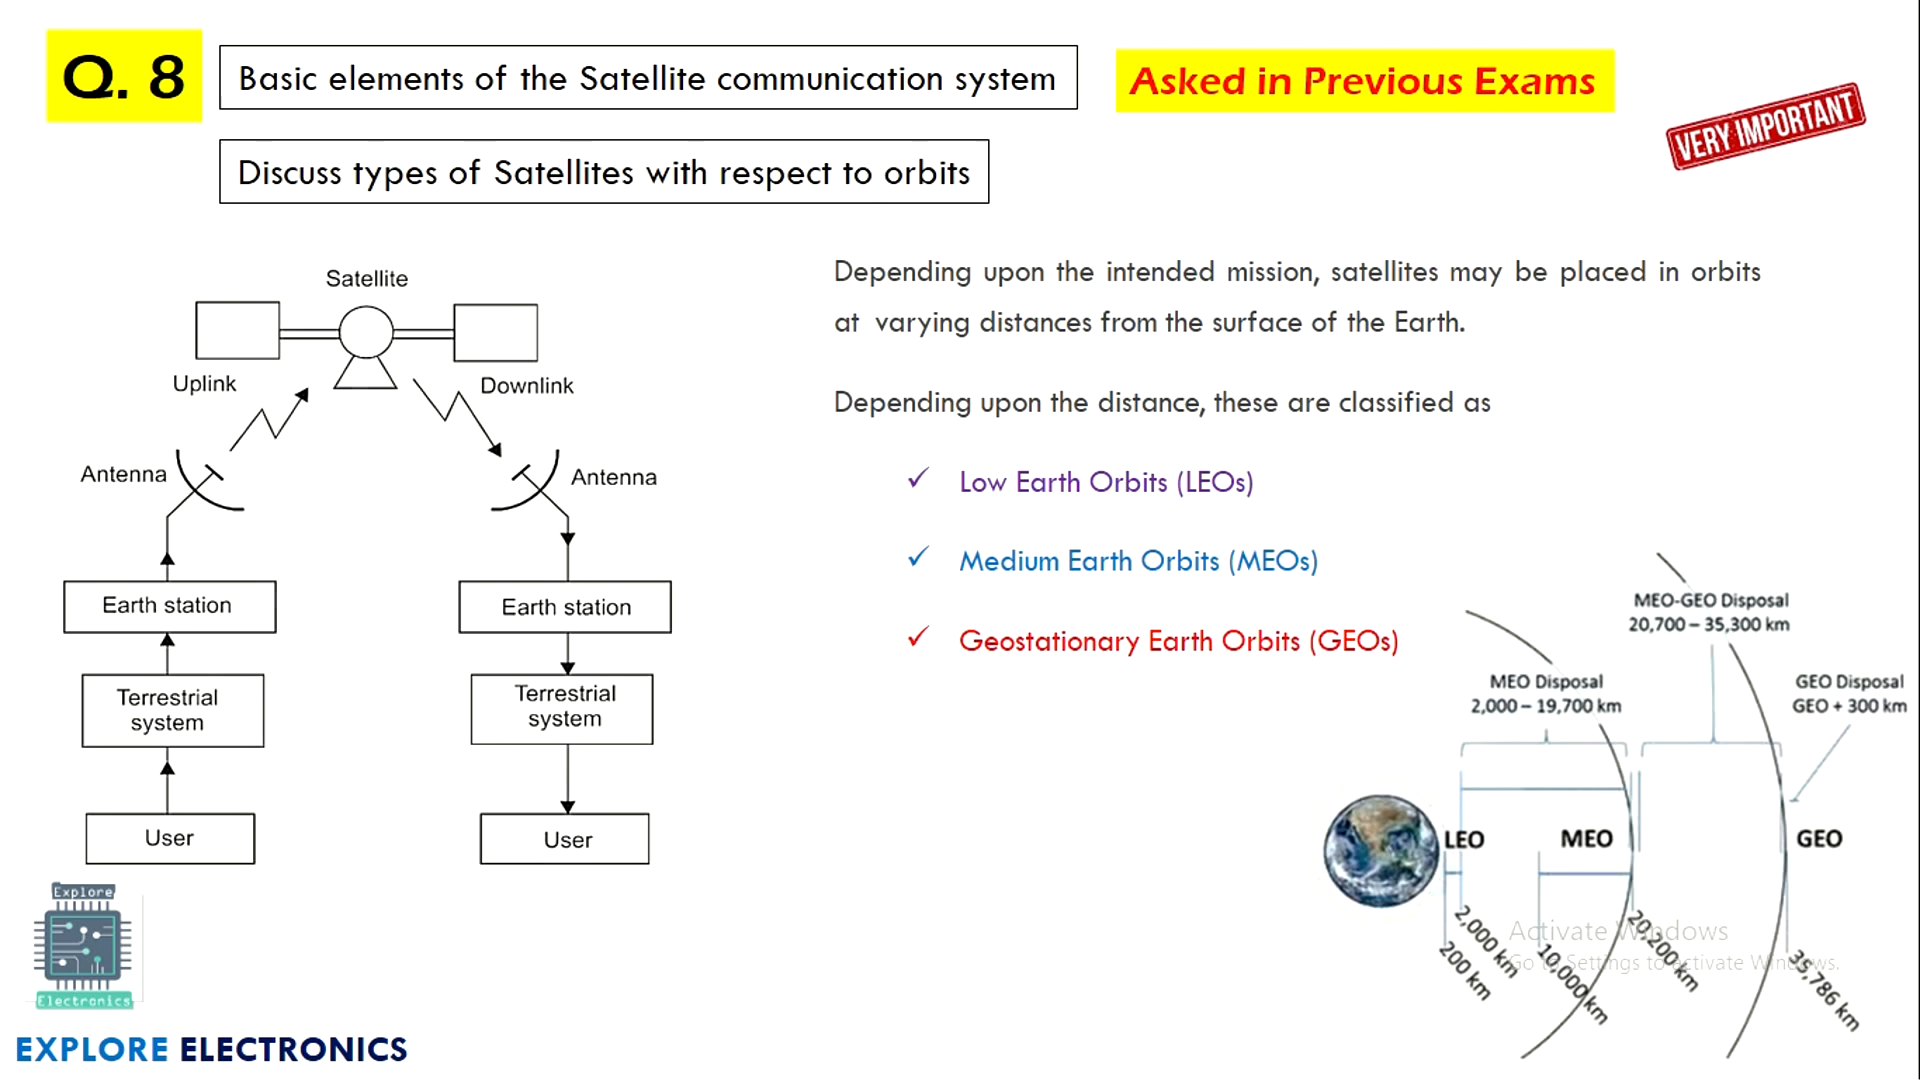 Q. 8
Basic elements of the Satellite communication system
Asked in Previous Exams
VERY IMPORTANT
Discuss types of Satellites with respect to orbits
Satellite
Uplink
Downlink
Antenna
Antenna
Earth station
Earth station
Terrestrial
system
Terrestrial
system
User
User
Depending upon the intended mission, satellites may be placed in orbits
at varying distances from the surface of the Earth.
Depending upon the distance, these are classified as
✓ Low Earth Orbits (LEOs)
✓ Medium Earth Orbits (MEOs)
✓ Geostationary Earth Orbits (GEOs)
MEO-GEO Disposal
20,700 – 35,300 km
MEO Disposal
2,000 – 19,700 km
GEO Disposal
GEO + 300 km
LEO
MEO
GEO
200 km
2,000 km
10,000 km
20,200 km
35,786 km
Activate Windows
Go to Settings to activate Windows.
Explore
Electronics
EXPLORE ELECTRONICS